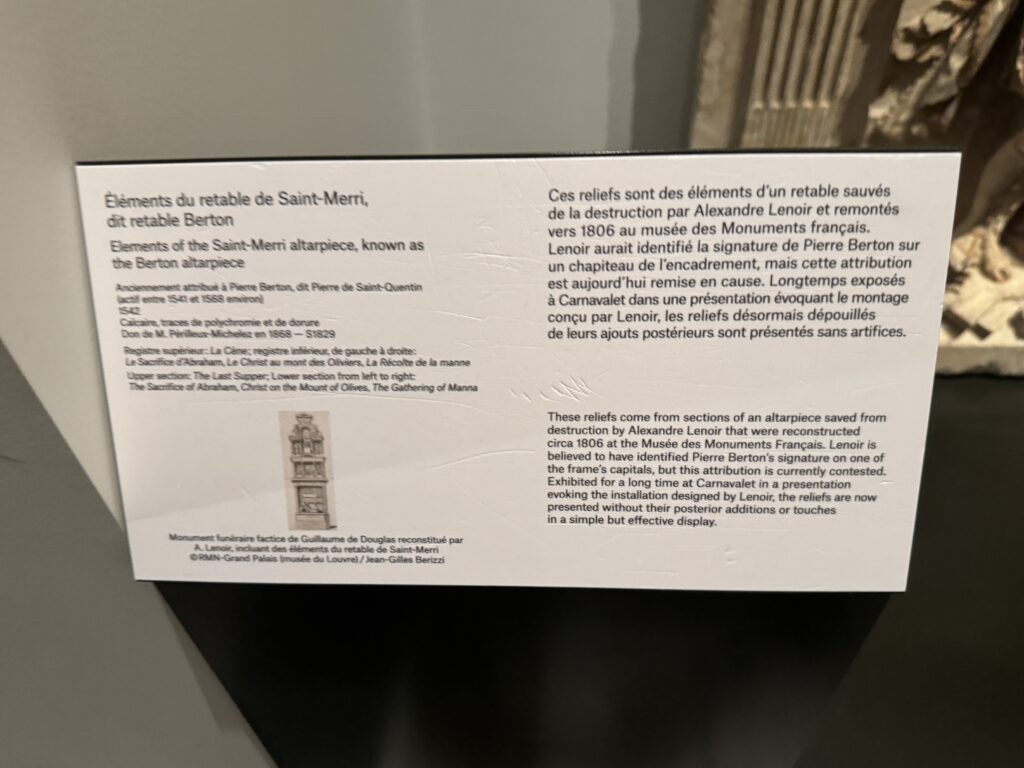 Éléments du retable de Saint-Merri,
dit retable Berton
Elements of the Saint-Merri altarpiece, known as
the Berton altarpiece
Anciennement attribué à Pierre Berton, dit Pierre de Saint-Quentin
(actif entre 1541 et 1568 environ)
1542
Calcaire, traces de polychromie et de dorure
Don de M. Périlleux-Michelez en 1868 — S1829
Registre supérieur : La Cène ; registre inférieur, de gauche à droite :
Le Sacrifice d'Abraham, Le Christ au mont des Oliviers, La Récolte de la manne
Upper section: The Last Supper; Lower section from left to right:
The Sacrifice of Abraham, Christ on the Mount of Olives, The Gathering of Manna
Monument funéraire factice de Guillaume de Douglas reconstitué par
A. Lenoir, incluant des éléments du retable de Saint-Merri
©RMN-Grand Palais (musée du Louvre) / Jean-Gilles Berizzi
Ces reliefs sont des éléments d'un retable sauvés
de la destruction par Alexandre Lenoir et remontés
vers 1806 au musée des Monuments français.
Lenoir aurait identifié la signature de Pierre Berton sur
un chapiteau de l'encadrement, mais cette attribution
est aujourd'hui remise en cause. Longtemps exposés
à Carnavalet dans une présentation évoquant le montage
conçu par Lenoir, les reliefs désormais dépouillés
de leurs ajouts postérieurs sont présentés sans artifices.
These reliefs come from sections of an altarpiece saved from
destruction by Alexandre Lenoir that were reconstructed
circa 1806 at the Musée des Monuments Français. Lenoir is
believed to have identified Pierre Berton's signature on one of
the frame's capitals, but this attribution is currently contested.
Exhibited for a long time at Carnavalet in a presentation
evoking the installation designed by Lenoir, the reliefs are now
presented without their posterior additions or touches
in a simple but effective display.